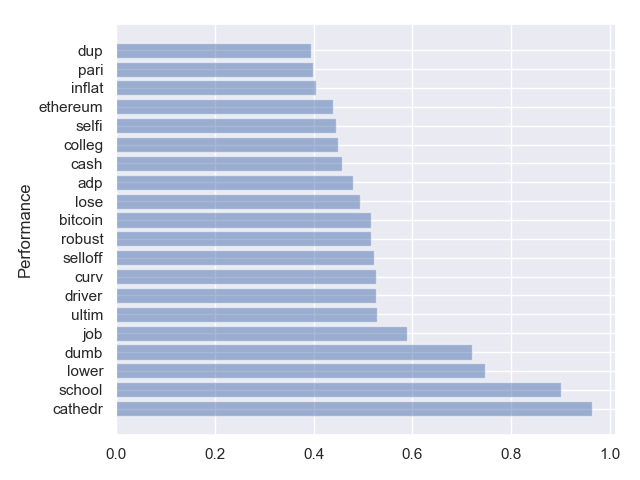 dup
pari
inflat
ethereum
selfi
colleg
cash
adp
lose
bitcoin
robust
selloff
curv
driver
ultim
job
dumb
lower
school
cathedr
Performance
0.0 0.2 0.4 0.6 0.8 1.0